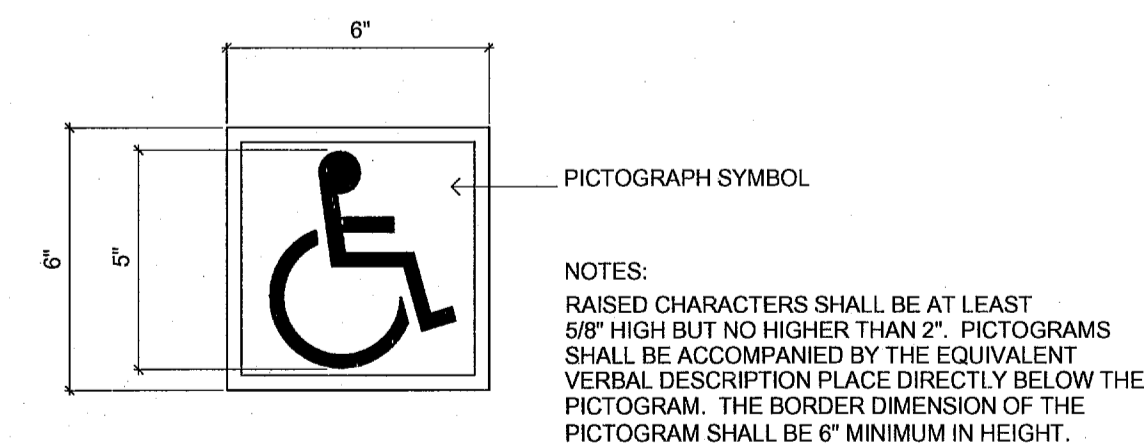 6"
6"
5"
PICTOGRAPH SYMBOL
NOTES:
RAISED CHARACTERS SHALL BE AT LEAST
5/8" HIGH BUT NO HIGHER THAN 2". PICTOGRAMS
SHALL BE ACCOMPANIED BY THE EQUIVALENT
VERBAL DESCRIPTION PLACE DIRECTLY BELOW THE
PICTOGRAM. THE BORDER DIMENSION OF THE
PICTOGRAM SHALL BE 6" MINIMUM IN HEIGHT.